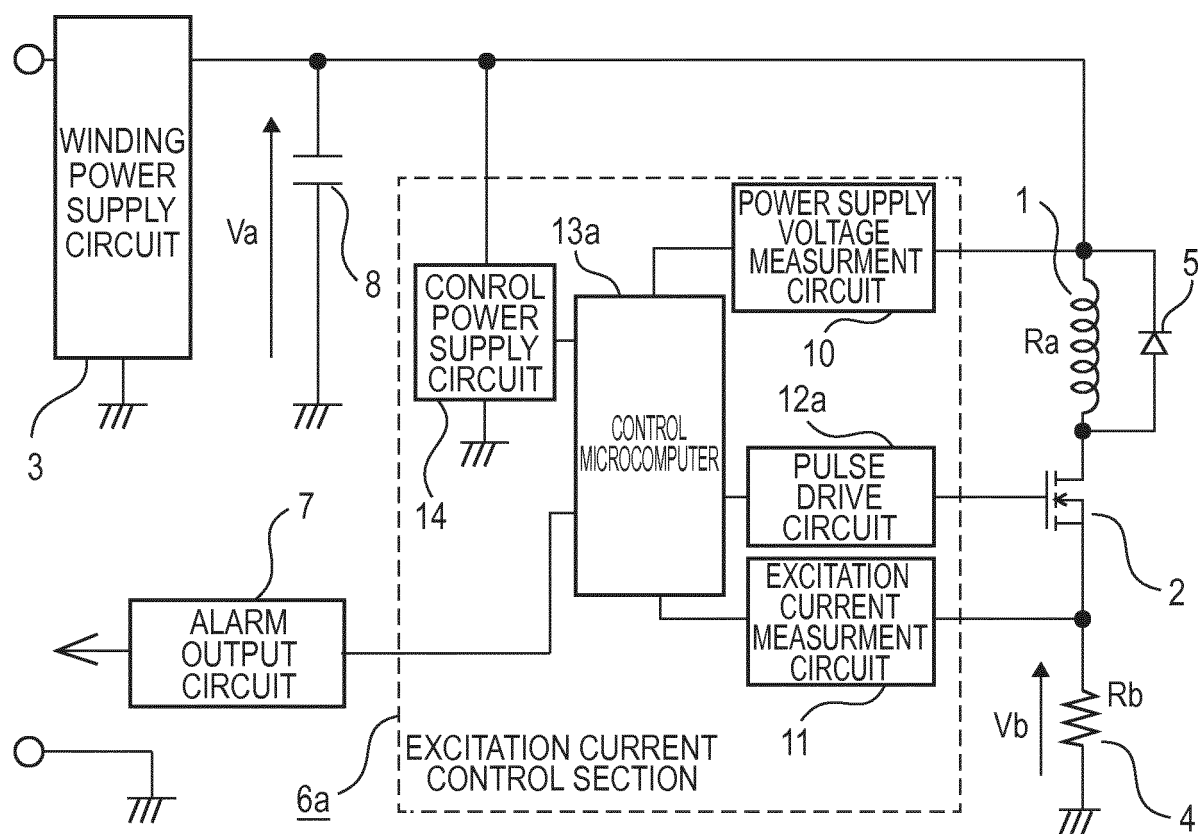 WINDING
POWER
SUPPLY
CIRCUIT
3
Va
8
CONROL
POWER
SUPPLY
CIRCUIT
14
13a
CONTROL
MICROCOMPUTER
POWER SUPPLY
VOLTAGE
MEASURMENT
CIRCUIT
10
1
Ra
5
12a
PULSE
DRIVE
CIRCUIT
2
EXCITATION
CURRENT
MEASURMENT
CIRCUIT
11
7
ALARM
OUTPUT
CIRCUIT
Vb
Rb
4
EXCITATION CURRENT
CONTROL SECTION
6a